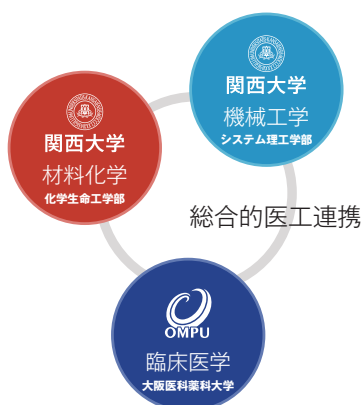 関西大学
機械工学
システム理工学部
関西大学
材料化学
化学生命工学部
総合的医工連携
OMPU
臨床医学
大阪医科薬科大学